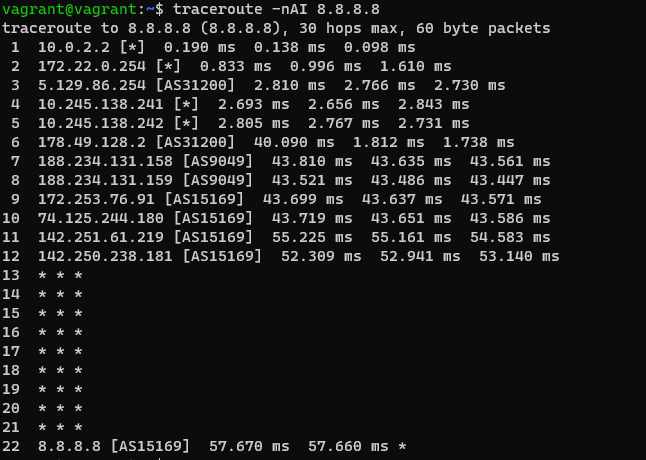 vagrant@vagrant:~$ traceroute -nAI 8.8.8.8
traceroute to 8.8.8.8 (8.8.8.8), 30 hops max, 60 byte packets
 1  10.0.2.2 [*]  0.190 ms  0.138 ms  0.098 ms
 2  172.22.0.254 [*]  0.833 ms  0.996 ms  1.610 ms
 3  5.129.86.254 [AS31200]  2.810 ms  2.766 ms  2.730 ms
 4  10.245.138.241 [*]  2.693 ms  2.656 ms  2.843 ms
 5  10.245.138.242 [*]  2.805 ms  2.767 ms  2.731 ms
 6  178.49.128.2 [AS31200]  40.090 ms  1.812 ms  1.738 ms
 7  188.234.131.158 [AS9049]  43.810 ms  43.635 ms  43.561 ms
 8  188.234.131.159 [AS9049]  43.521 ms  43.486 ms  43.447 ms
 9  172.253.76.91 [AS15169]  43.699 ms  43.637 ms  43.571 ms
10  74.125.244.180 [AS15169]  43.719 ms  43.651 ms  43.586 ms
11  142.251.61.219 [AS15169]  55.225 ms  55.161 ms  54.583 ms
12  142.250.238.181 [AS15169]  52.309 ms  52.941 ms  53.140 ms
13  * * *
14  * * *
15  * * *
16  * * *
17  * * *
18  * * *
19  * * *
20  * * *
21  * * *
22  8.8.8.8 [AS15169]  57.670 ms  57.660 ms *